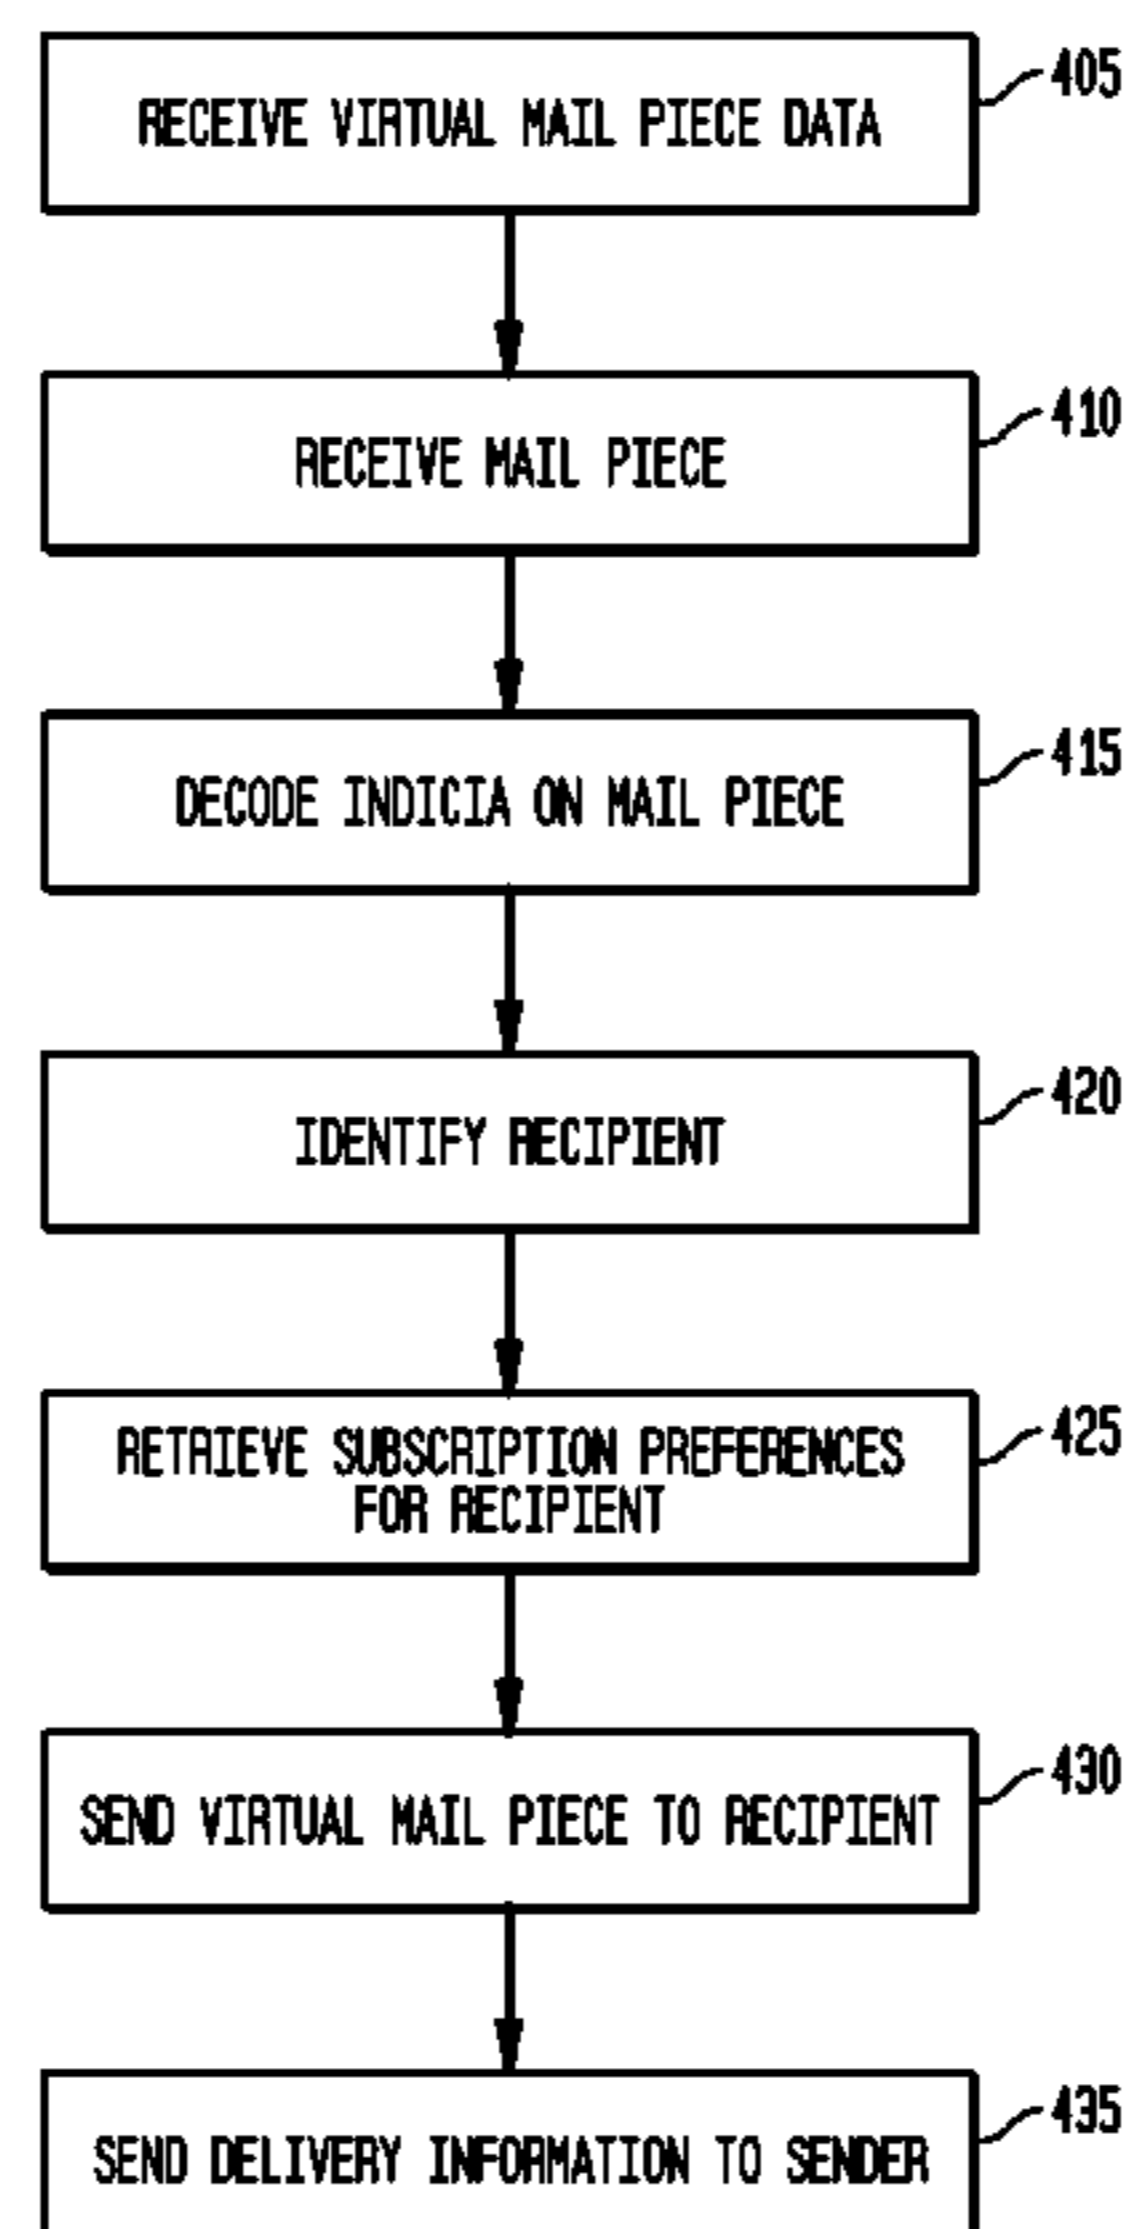 RECEIVE VIRTUAL MAIL PIECE DATA
405
RECEIVE MAIL PIECE
410
DECODE INDICIA ON MAIL PIECE
415
IDENTIFY RECIPIENT
420
RETRIEVE SUBSCRIPTION PREFERENCES
FOR RECIPIENT
425
SEND VIRTUAL MAIL PIECE TO RECIPIENT
430
SEND DELIVERY INFORMATION TO SENDER
435